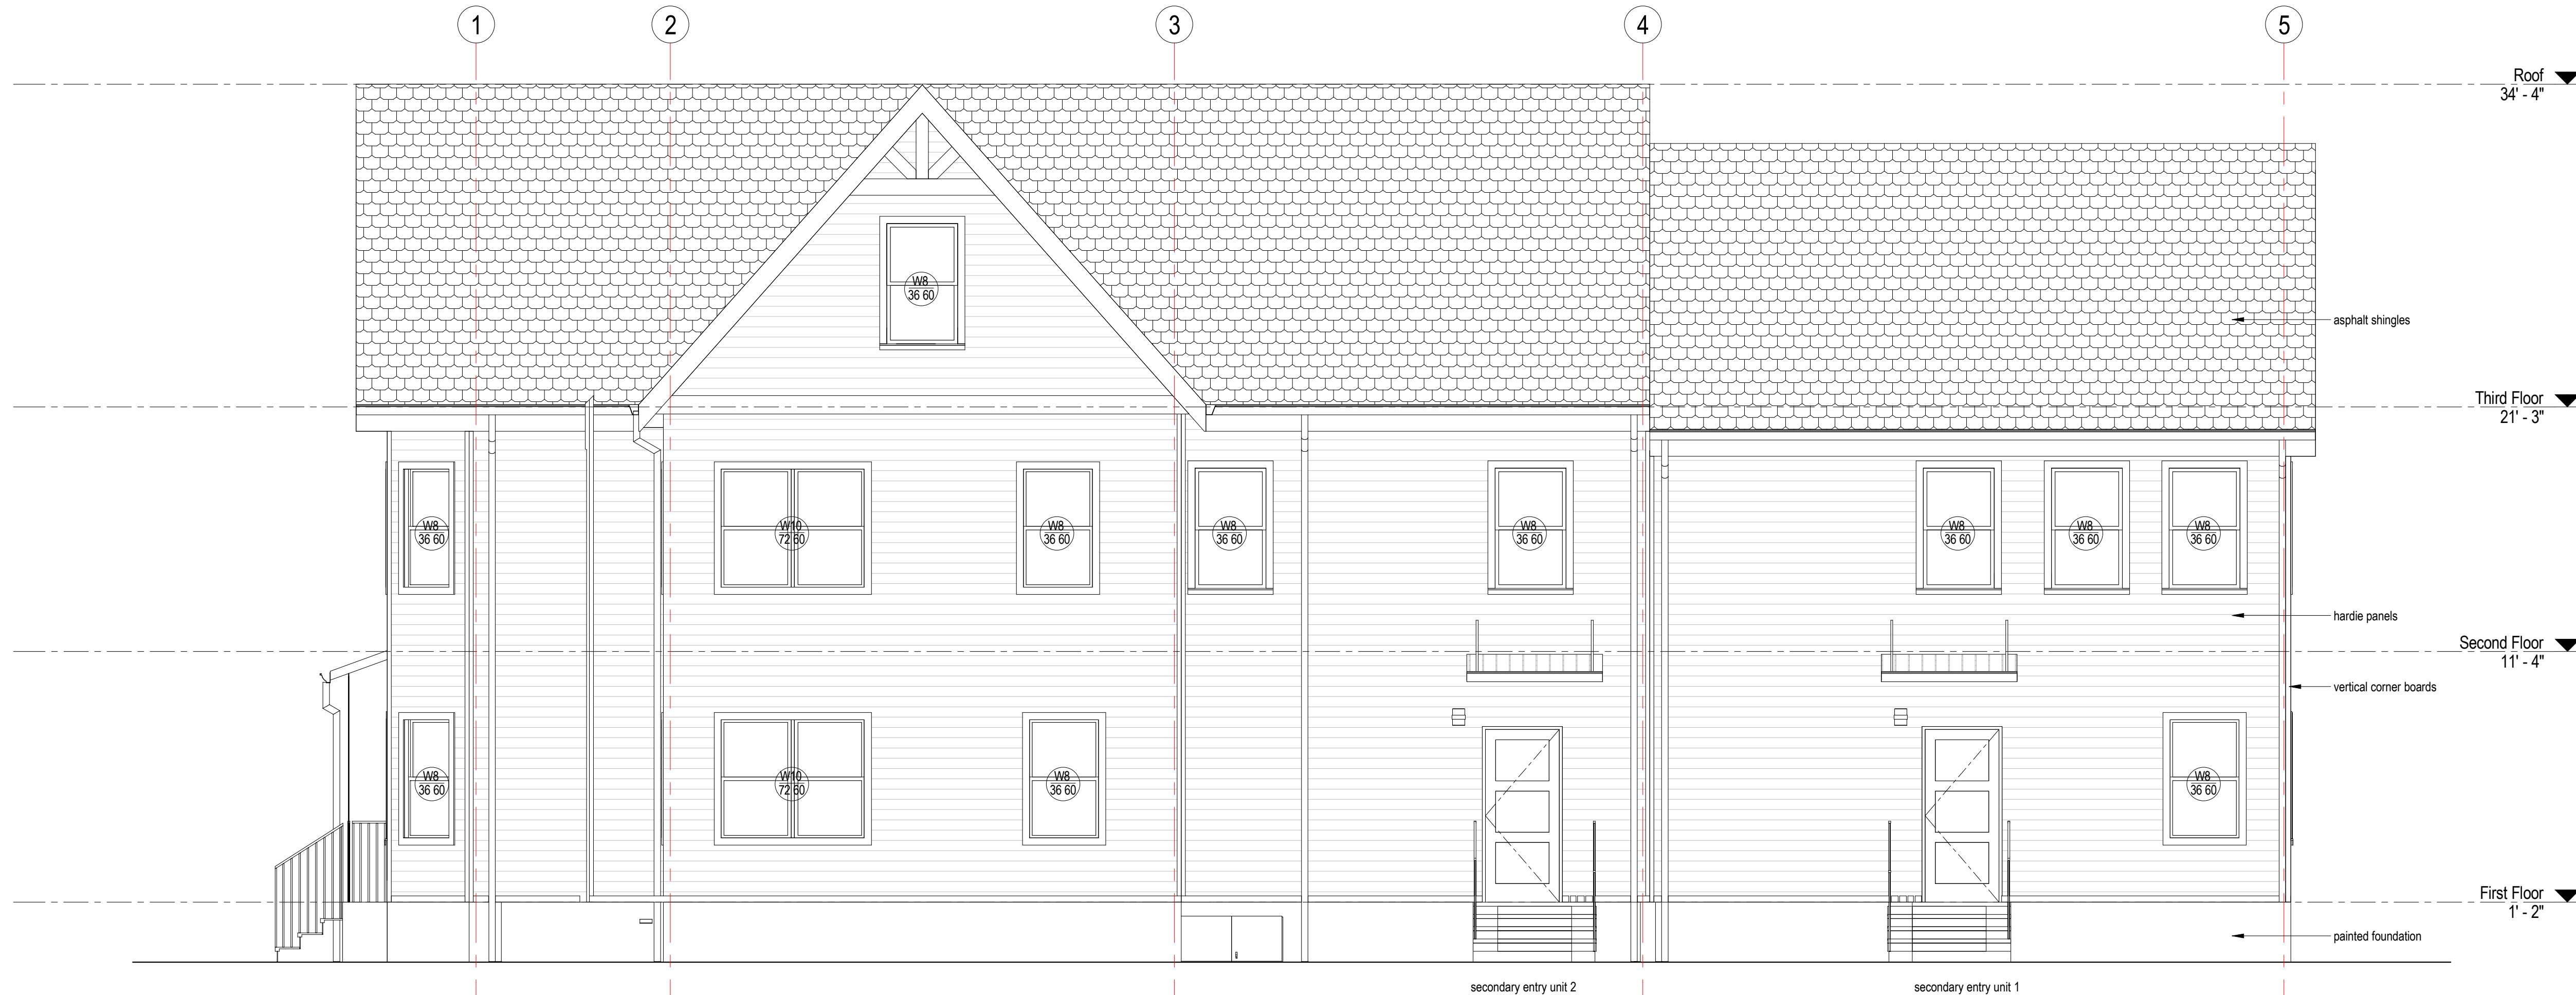 1 2 3 4 5
Roof
34' - 4"
W8
36 60
asphalt shingles
Third Floor
21' - 3"
W8
36 60
W10
72 60
W8
36 60
W8
36 60
W8
36 60
W8
36 60
W8
36 60
W8
36 60
hardie panels
Second Floor
11' - 4"
vertical corner boards
W8
36 60
W10
72 60
W8
36 60
W8
36 60
First Floor
1' - 2"
painted foundation
secondary entry unit 2
secondary entry unit 1